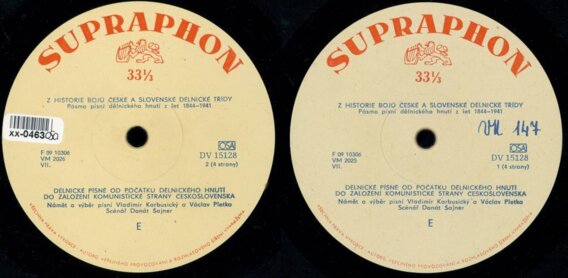 SUPRAPHON
33⅓
Z HISTORIE BOJŮ ČESKÉ A SLOVENSKÉ DĚLNICKÉ TŘÍDY
Pásmo písní dělnického hnutí z let 1844–1941
xx-0463
F 09 10306
VM 2026
VII.
OSA
DV 15128
2 (4 strany)
DĚLNICKÉ PÍSNĚ OD POČÁTKU DĚLNICKÉHO HNUTÍ
DO ZALOŽENÍ KOMUNISTICKÉ STRANY ČESKOSLOVENSKA
Námět a výběr písní Vladimír Karbusický a Václav Pletka
Scénář Donát Šajner
E
SUPRAPHON
33⅓
Z HISTORIE BOJŮ ČESKÉ A SLOVENSKÉ DĚLNICKÉ TŘÍDY
Pásmo písní dělnického hnutí z let 1844–1941
147
F 09 10306
VM 2025
VII.
OSA
DV 15128
1 (4 strany)
DĚLNICKÉ PÍSNĚ OD POČÁTKU DĚLNICKÉHO HNUTÍ
DO ZALOŽENÍ KOMUNISTICKÉ STRANY ČESKOSLOVENSKA
Námět a výběr písní Vladimír Karbusický a Václav Pletka
Scénář Donát Šajner
E